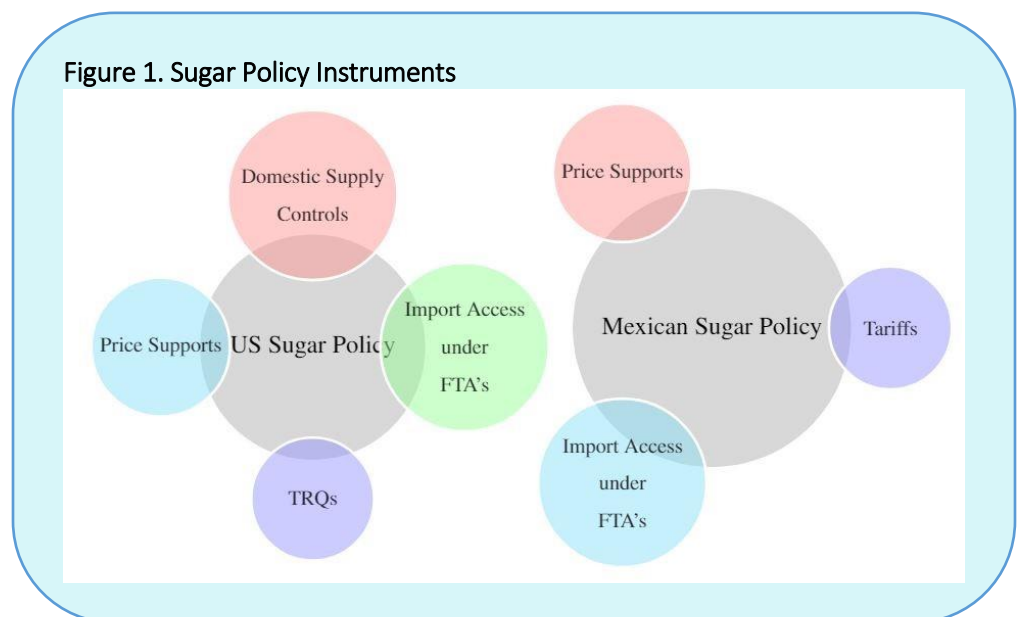 Figure 1. Sugar Policy Instruments
Domestic Supply
Controls
Price Supports
US Sugar Policy
Import Access
under
FTA's
TRQs
Price Supports
Mexican Sugar Policy
Tariffs
Import Access
under
FTA's